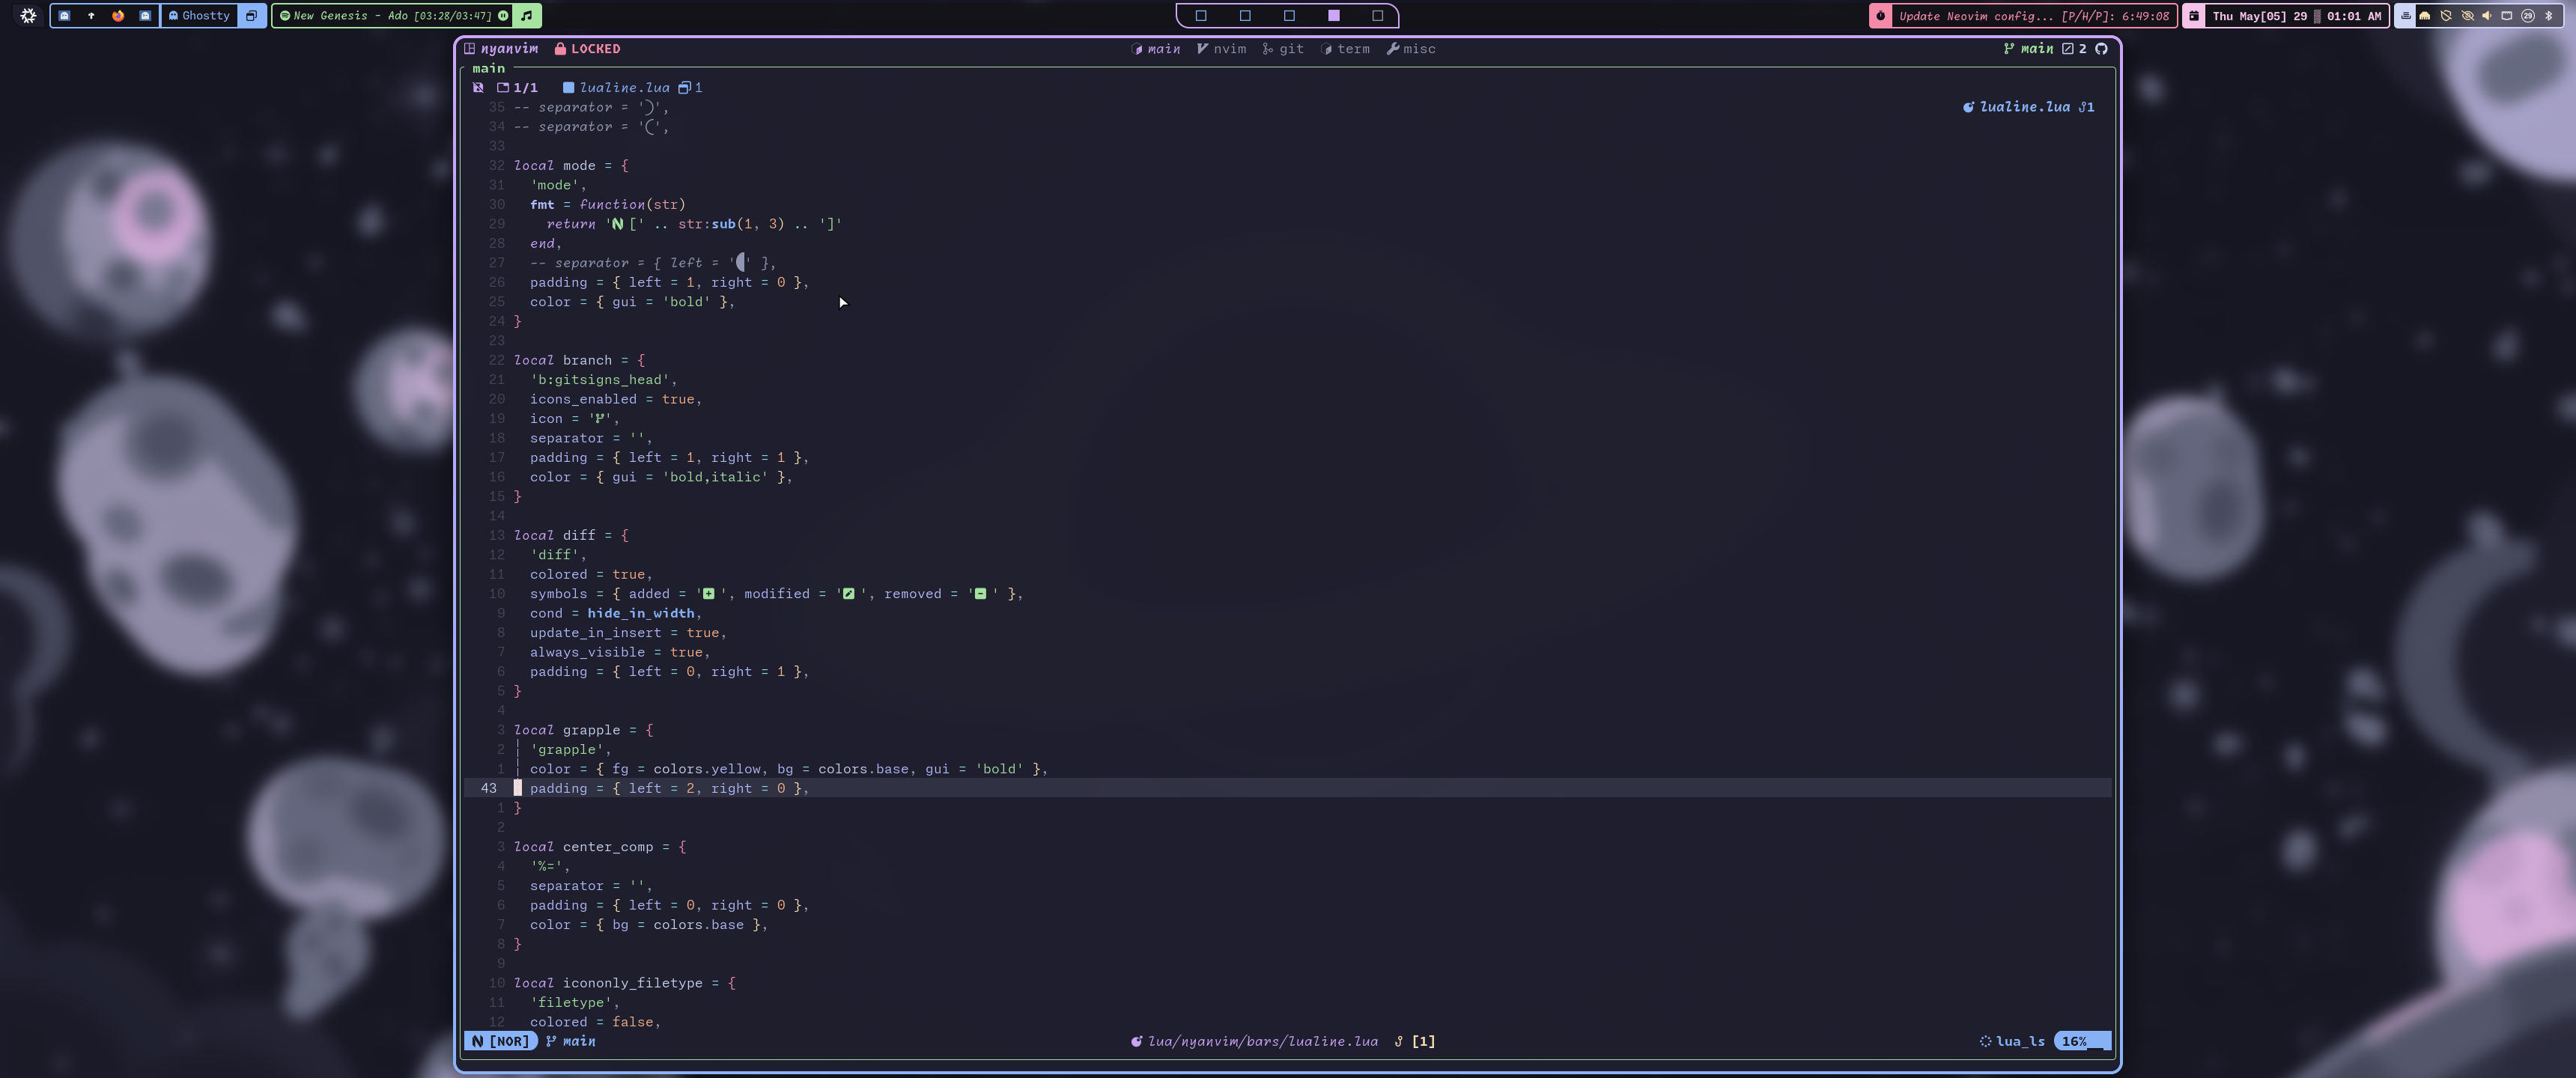 Ghostty
New Genesis - Ado [03:28/03:47]
Update Neovim config... [P/H/P]: 6:49:08
Thu May[05] 29 ▒ 01:01 AM
29
nyanvim LOCKED
main nvim git term misc
main 2
main
1/1 lualine.lua 1
lualine.lua 1
35 -- separator = '',
34 -- separator = '',
33
32 local mode = {
31 'mode',
30 fmt = function(str)
29 return ' [' .. str:sub(1, 3) .. ']'
28 end,
27 -- separator = { left = '' },
26 padding = { left = 1, right = 0 },
25 color = { gui = 'bold' },
24 }
23
22 local branch = {
21 'b:gitsigns_head',
20 icons_enabled = true,
19 icon = '',
18 separator = '',
17 padding = { left = 1, right = 1 },
16 color = { gui = 'bold,italic' },
15 }
14
13 local diff = {
12 'diff',
11 colored = true,
10 symbols = { added = ' ', modified = ' ', removed = ' ' },
9 cond = hide_in_width,
8 update_in_insert = true,
7 always_visible = true,
6 padding = { left = 0, right = 1 },
5 }
4
3 local grapple = {
2 'grapple',
1 color = { fg = colors.yellow, bg = colors.base, gui = 'bold' },
43 padding = { left = 2, right = 0 },
1 }
2
3 local center_comp = {
4 '%=',
5 separator = '',
6 padding = { left = 0, right = 0 },
7 color = { bg = colors.base },
8 }
9
10 local icononly_filetype = {
11 'filetype',
12 colored = false,
[NOR] main lua/nyanvim/bars/lualine.lua [1] lua_ls 16%